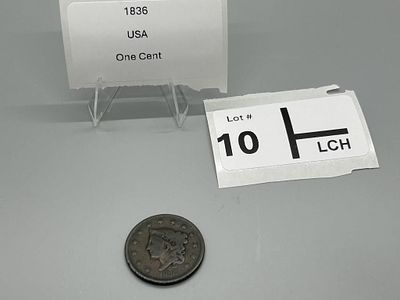 1836
USA
One Cent
Lot #
10
LCH